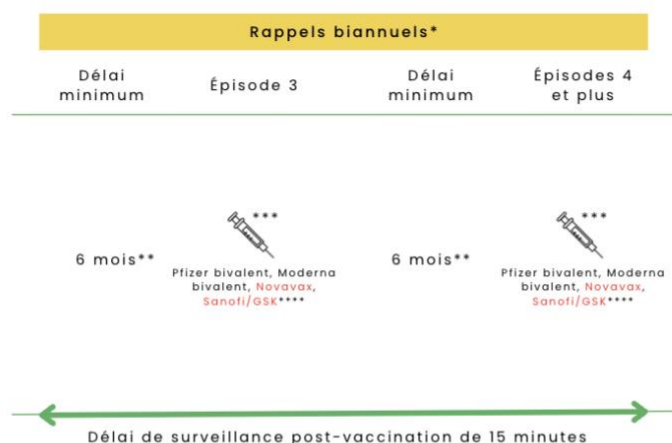 Rappels biannuels*
Délai
minimum
Épisode 3
Délai
minimum
Épisodes 4
et plus
6 mois**
***
Pfizer bivalent, Moderna
bivalent, Novavax,
Sanofi/GSK****
6 mois**
***
Pfizer bivalent, Moderna
bivalent, Novavax,
Sanofi/GSK****
Délai de surveillance post-vaccination de 15 minutes